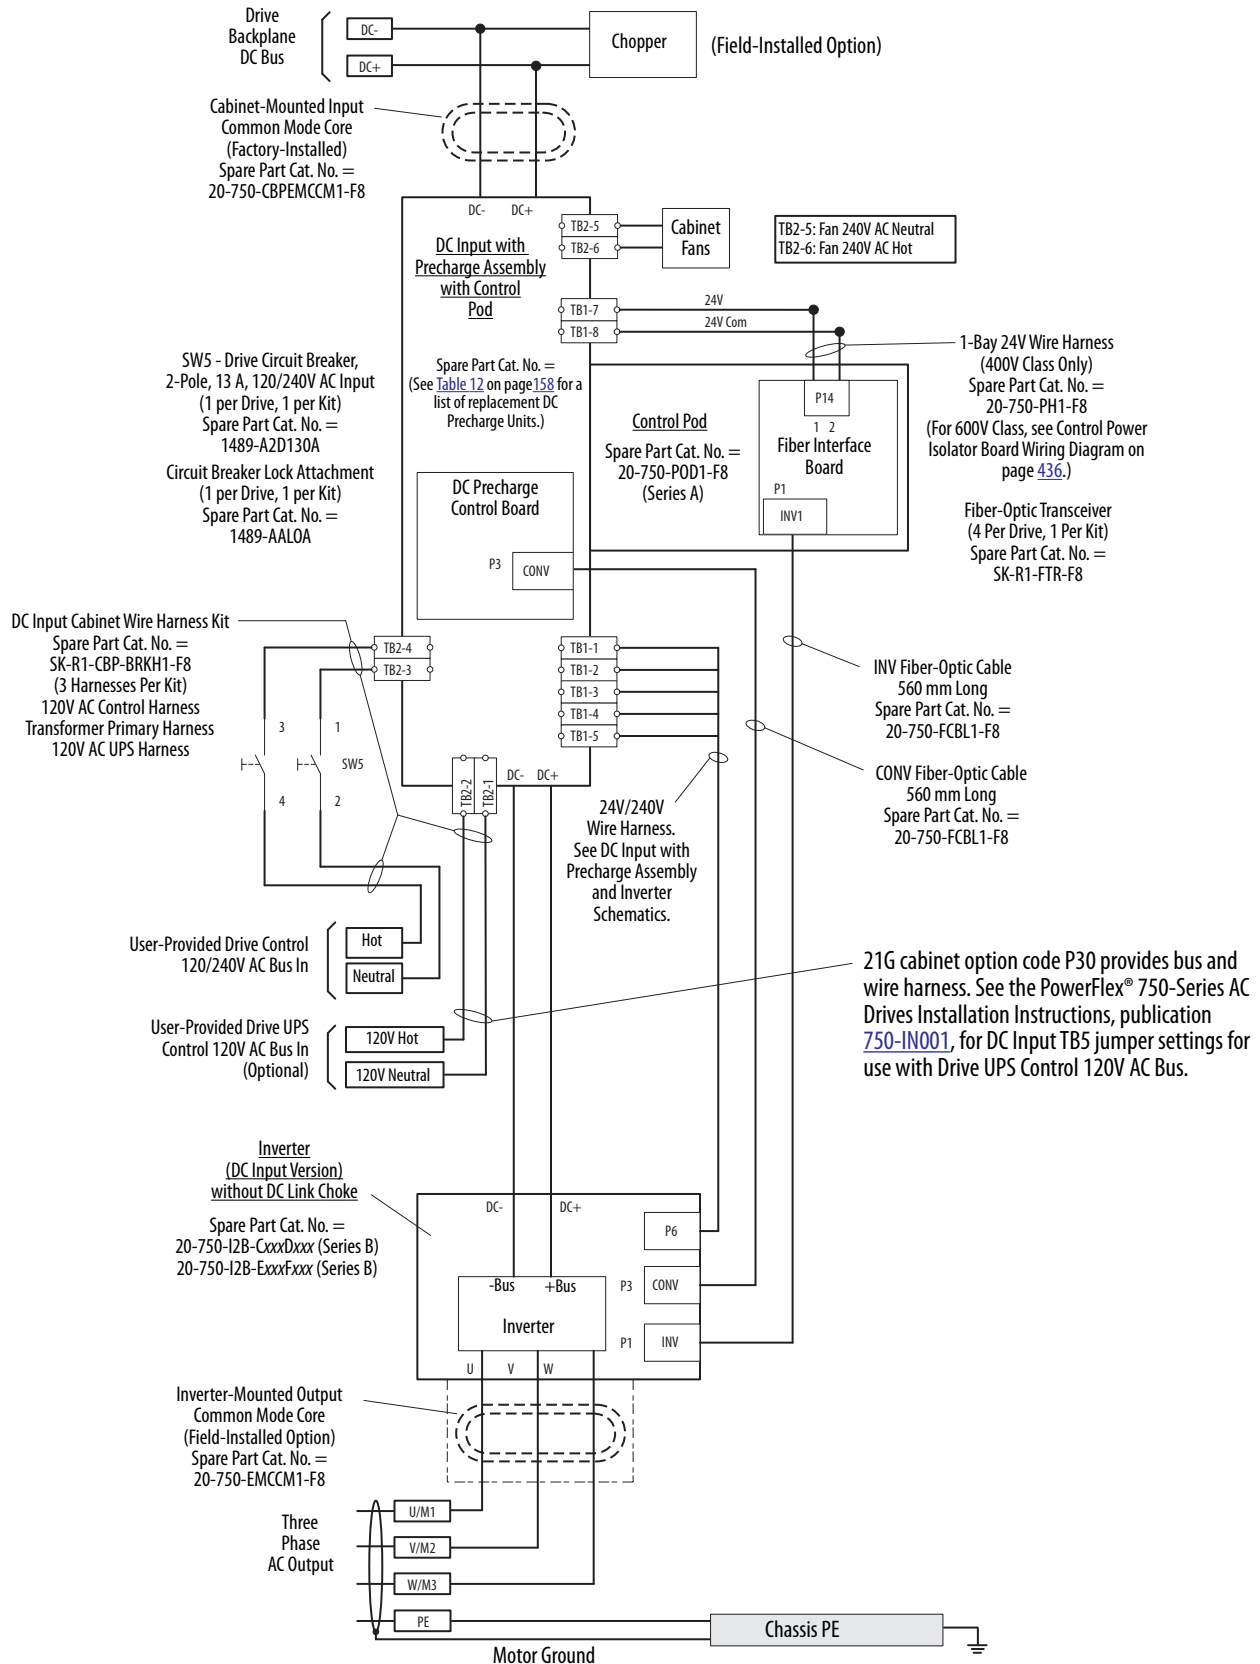 Drive
Backplane
DC Bus
DC-
DC+
Chopper
(Field-Installed Option)
Cabinet-Mounted Input
Common Mode Core
(Factory-Installed)
Spare Part Cat. No. =
20-750-CBPEMCCM1-F8
DC-
DC+
DC Input with
Precharge Assembly
with Control
Pod
TB2-5
TB2-6
Cabinet
Fans
TB2-5: Fan 240V AC Neutral
TB2-6: Fan 240V AC Hot
TB1-7
TB1-8
24V
24V Com
1-Bay 24V Wire Harness
(400V Class Only)
Spare Part Cat. No. =
20-750-PH1-F8
(For 600V Class, see Control Power
Isolator Board Wiring Diagram on
page 436.)
SW5 - Drive Circuit Breaker,
2-Pole, 13 A, 120/240V AC Input
(1 per Drive, 1 per Kit)
Spare Part Cat. No. =
1489-A2D130A
Circuit Breaker Lock Attachment
(1 per Drive, 1 per Kit)
Spare Part Cat. No. =
1489-AALOA
Spare Part Cat. No. =
(See Table 12 on page158 for a
list of replacement DC
Precharge Units.)
Control Pod
Spare Part Cat. No. =
20-750-POD1-F8
(Series A)
P14
1 2
Fiber Interface
Board
P1
INV1
Fiber-Optic Transceiver
(4 Per Drive, 1 Per Kit)
Spare Part Cat. No. =
SK-R1-FTR-F8
DC Precharge
Control Board
P3
CONV
DC Input Cabinet Wire Harness Kit
Spare Part Cat. No. =
SK-R1-CBP-BRKH1-F8
(3 Harnesses Per Kit)
120V AC Control Harness
Transformer Primary Harness
120V AC UPS Harness
TB2-4
TB2-3
TB1-1
TB1-2
TB1-3
TB1-4
TB1-5
INV Fiber-Optic Cable
560 mm Long
Spare Part Cat. No. =
20-750-FCBL1-F8
3
1
SW5
4
2
TB2-2
TB2-1
DC-
DC+
CONV Fiber-Optic Cable
560 mm Long
Spare Part Cat. No. =
20-750-FCBL1-F8
24V/240V
Wire Harness.
See DC Input with
Precharge Assembly
and Inverter
Schematics.
User-Provided Drive Control
120/240V AC Bus In
Hot
Neutral
User-Provided Drive UPS
Control 120V AC Bus In
(Optional)
120V Hot
120V Neutral
21G cabinet option code P30 provides bus and
wire harness. See the PowerFlex® 750-Series AC
Drives Installation Instructions, publication
750-IN001, for DC Input TB5 jumper settings for
use with Drive UPS Control 120V AC Bus.
Inverter
(DC Input Version)
without DC Link Choke
Spare Part Cat. No. =
20-750-I2B-CxxxDxxx (Series B)
20-750-I2B-ExxxFxxx (Series B)
DC-
DC+
P6
-Bus
+Bus
P3
CONV
Inverter
P1
INV
U
V
W
Inverter-Mounted Output
Common Mode Core
(Field-Installed Option)
Spare Part Cat. No. =
20-750-EMCCM1-F8
Three
Phase
AC Output
U/M1
V/M2
W/M3
PE
Chassis PE
Motor Ground